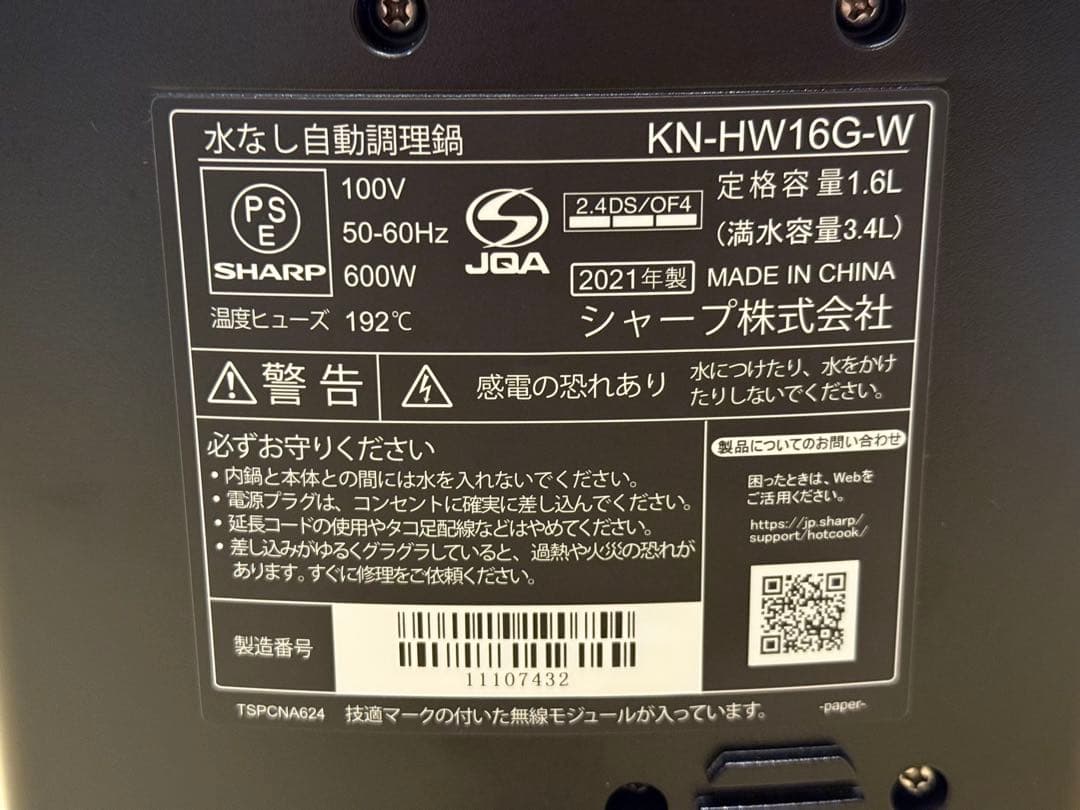 水なし自動調理鍋 KN-HW16G-W
PSE
SHARP
100V
50-60Hz
600W
温度ヒューズ 192℃
JQA
2.4DS/OF4
定格容量1.6L
(満水容量3.4L)
2021年製 MADE IN CHINA
シャープ株式会社
警告
感電の恐れあり
水につけたり、水をかけ
たりしないでください。
必ずお守りください
・内鍋と本体との間には水を入れないでください。
・電源プラグは、コンセントに確実に差し込んでください。
・延長コードの使用やタコ足配線などはやめてください。
・差し込みがゆるくグラグラしていると、過熱や火災の恐れが
あります。すぐに修理をご依頼ください。
製品についてのお問い合わせ
困ったときは、Webを
ご活用ください。
https://jp.sharp/
support/hotcook/
製造番号
11107432
TSPCNA624 技適マークの付いた無線モジュールが入っています。 -paper-